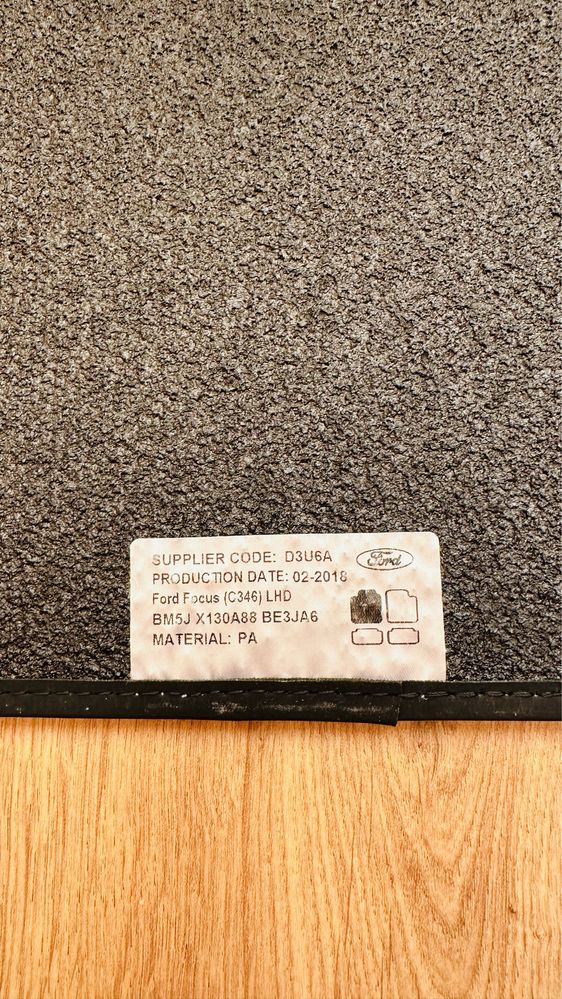 SUPPLIER CODE: D3U6A
Ford
PRODUCTION DATE: 02-2018
Ford Focus (C346) LHD
BM5J X130A88 BE3JA6
MATERIAL: PA